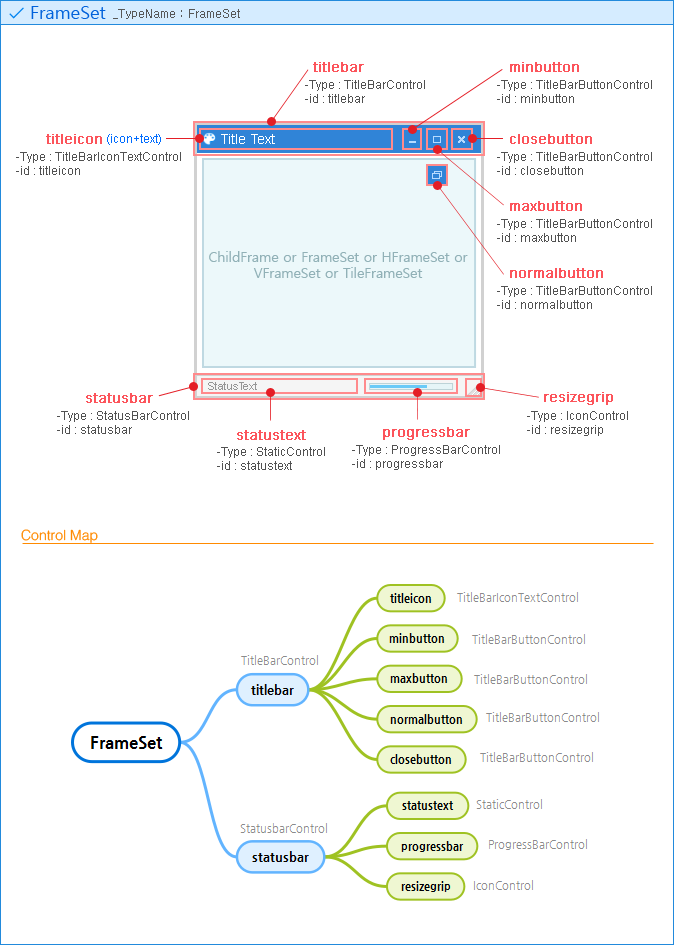 FrameSet _TypeName : FrameSet
titlebar
-Type : TitleBarControl
-id : titlebar
minbutton
-Type : TitleBarButtonControl
-id : minbutton
titleicon (icon+text)
-Type : TitleBarIconTextControl
-id : titleicon
Title Text
closebutton
-Type : TitleBarButtonControl
-id : closebutton
maxbutton
-Type : TitleBarButtonControl
-id : maxbutton
ChildFrame or FrameSet or HFrameSet or
VFrameSet or TileFrameSet
normalbutton
-Type : TitleBarButtonControl
-id : normalbutton
StatusText
statusbar
-Type : StatusBarControl
-id : statusbar
statustext
-Type : StaticControl
-id : statustext
progressbar
-Type : ProgressBarControl
-id : progressbar
resizegrip
-Type : IconControl
-id : resizegrip
Control Map
titleicon TitleBarIconTextControl
minbutton TitleBarButtonControl
TitleBarControl
titlebar
maxbutton TitleBarButtonControl
normalbutton TitleBarButtonControl
closebutton TitleBarButtonControl
FrameSet
statustext StaticControl
StatusbarControl
statusbar
progressbar ProgressBarControl
resizegrip IconControl